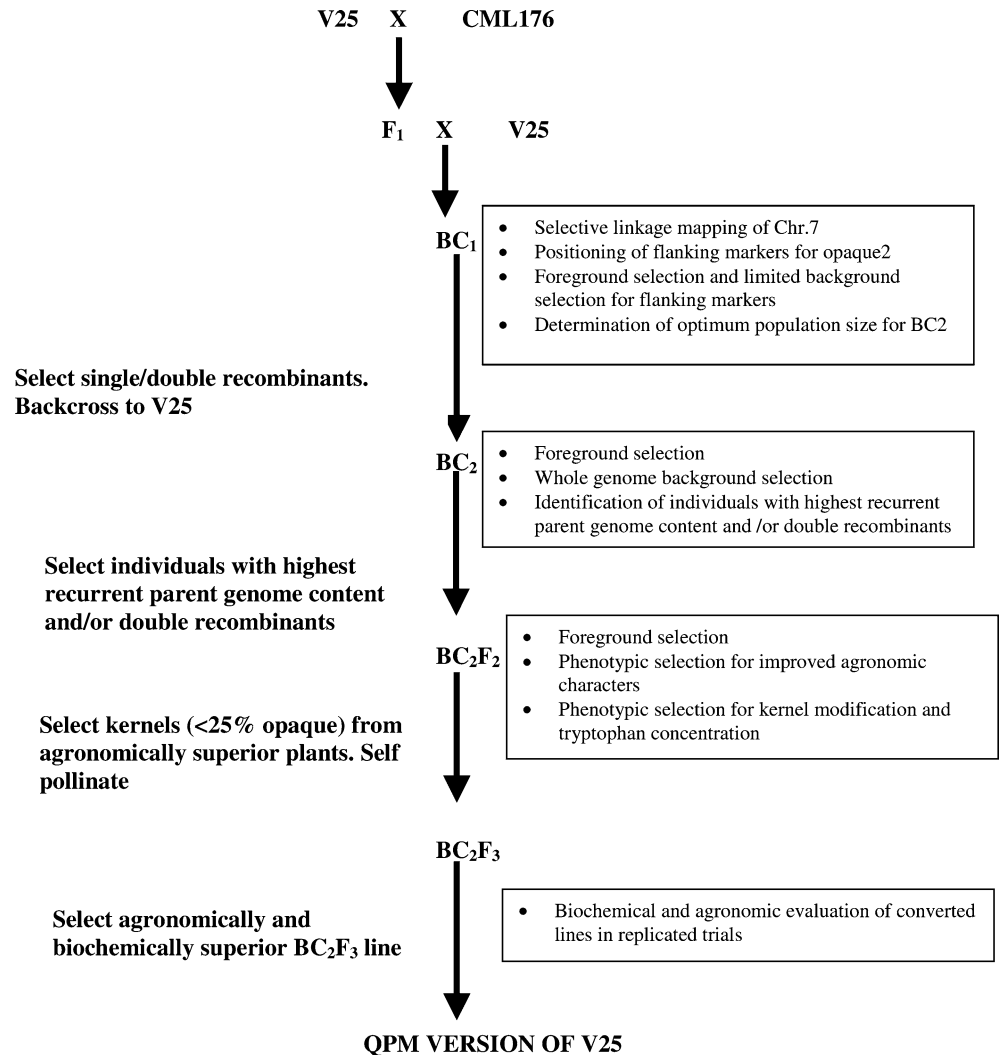 V25 X CML176
F1 X V25
BC1
• Selective linkage mapping of Chr.7
• Positioning of flanking markers for opaque2
• Foreground selection and limited background
selection for flanking markers
• Determination of optimum population size for BC2
Select single/double recombinants.
Backcross to V25
BC2
• Foreground selection
• Whole genome background selection
• Identification of individuals with highest recurrent
parent genome content and /or double recombinants
Select individuals with highest
recurrent parent genome content
and/or double recombinants
BC2F2
• Foreground selection
• Phenotypic selection for improved agronomic
characters
• Phenotypic selection for kernel modification and
tryptophan concentration
Select kernels (<25% opaque) from
agronomically superior plants. Self
pollinate
BC2F3
• Biochemical and agronomic evaluation of converted
lines in replicated trials
Select agronomically and
biochemically superior BC2F3 line
QPM VERSION OF V25